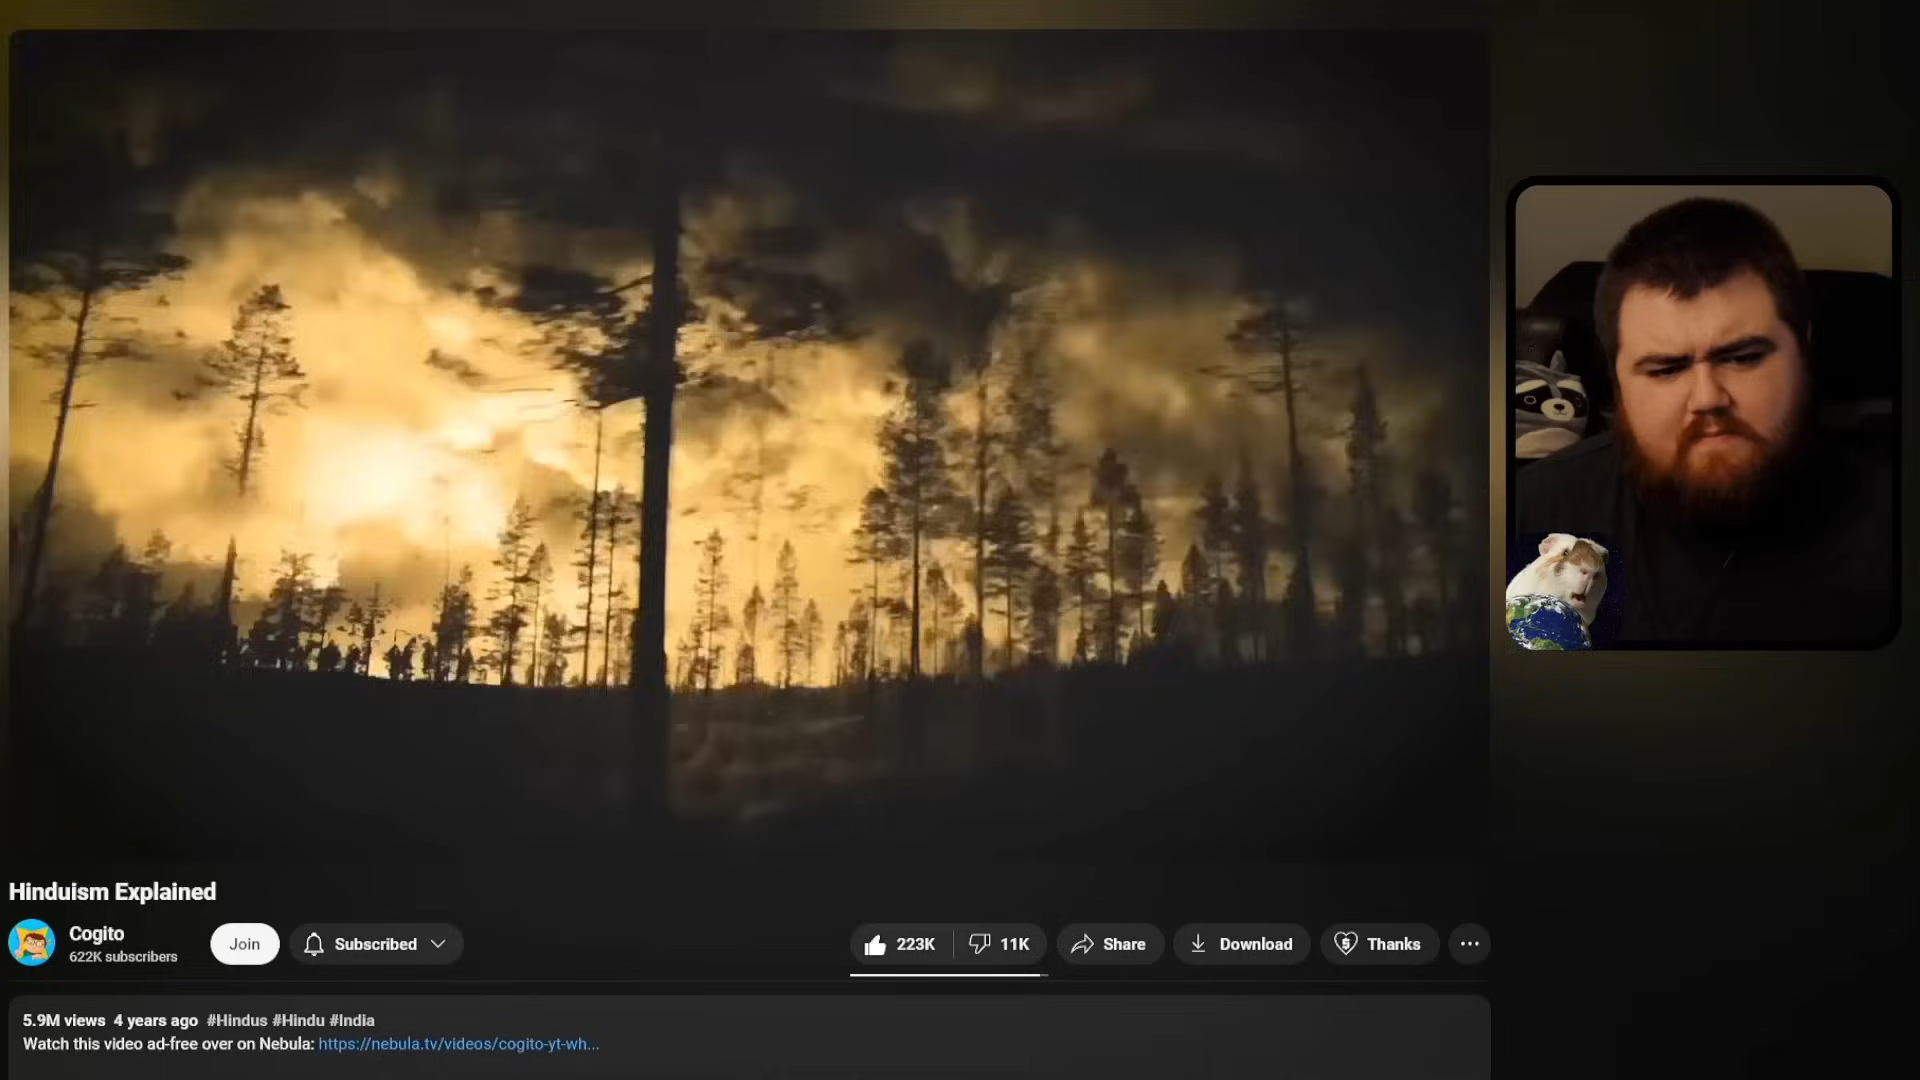 Hinduism Explained
Cogito
622K subscribers
Join
Subscribed
223K
11K
Share
Download
Thanks
5.9M views 4 years ago #Hindus #Hindu #India
Watch this video ad-free over on Nebula: https://nebula.tv/videos/cogito-yt-wh...